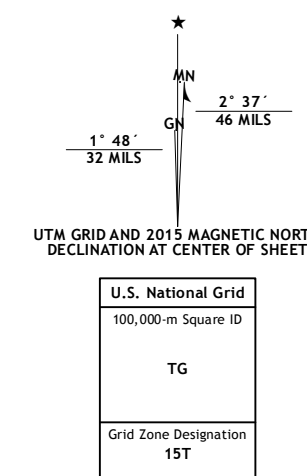 ★
MN
GN
2° 37´
46 MILS
1° 48´
32 MILS
UTM GRID AND 2015 MAGNETIC NORT
DECLINATION AT CENTER OF SHEET
U.S. National Grid
100,000-m Square ID
TG
Grid Zone Designation
15T